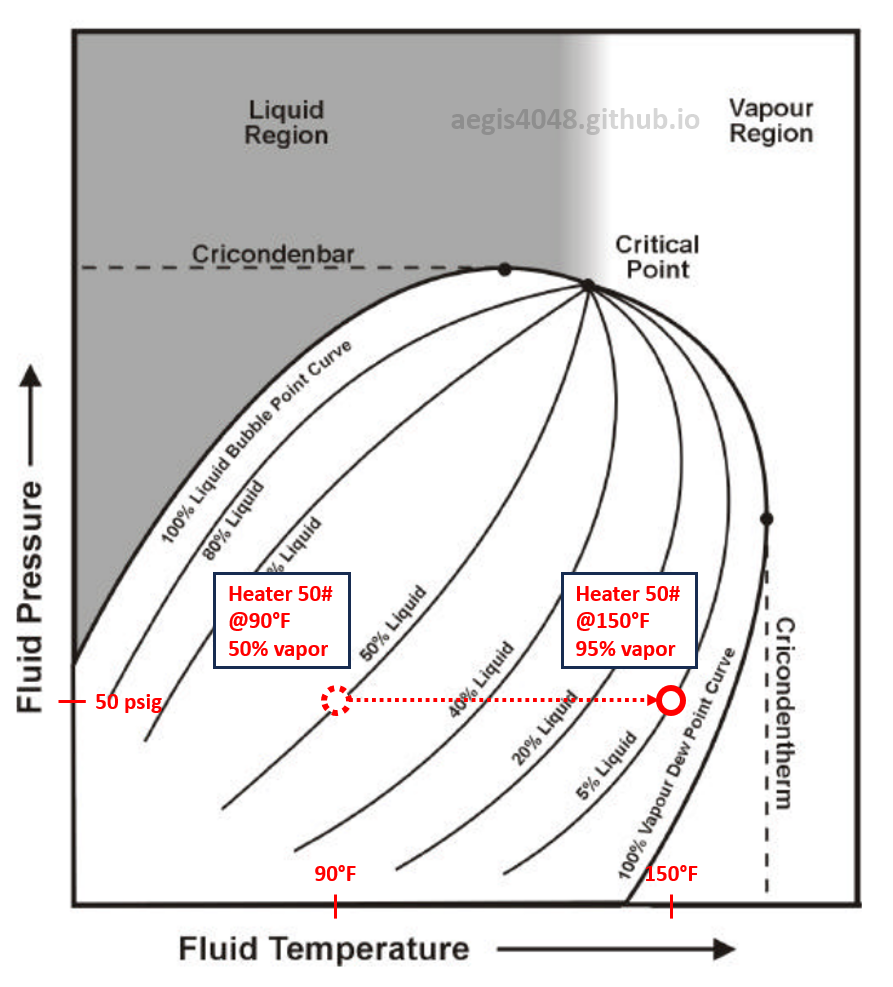 Liquid
Region
aegis4048.github.io
Vapour
Region
Cricondenbar
Critical
Point
100% Liquid Bubble Point Curve
80% Liquid
% Liquid
Heater 50#
@90°F
50% vapor
Heater 50#
@150°F
95% vapor
50% Liquid
40% Liquid
20% Liquid
5% Liquid
100% Vapour Dew Point Curve
Cricondentherm
50 psig
90°F
150°F
Fluid Pressure
Fluid Temperature